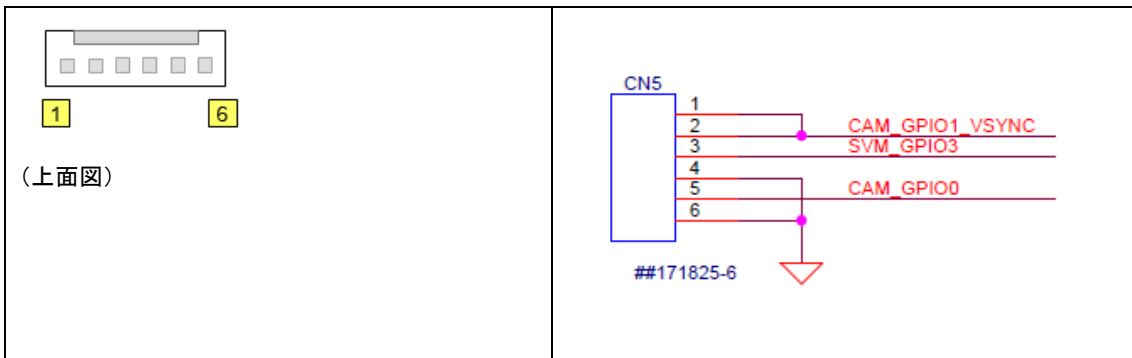 1
6
(上面図)
CN5
1
2
3
4
5
6
CAM_GPIO1_VSYNC
SVM_GPIO3
CAM_GPIO0
##171825-6